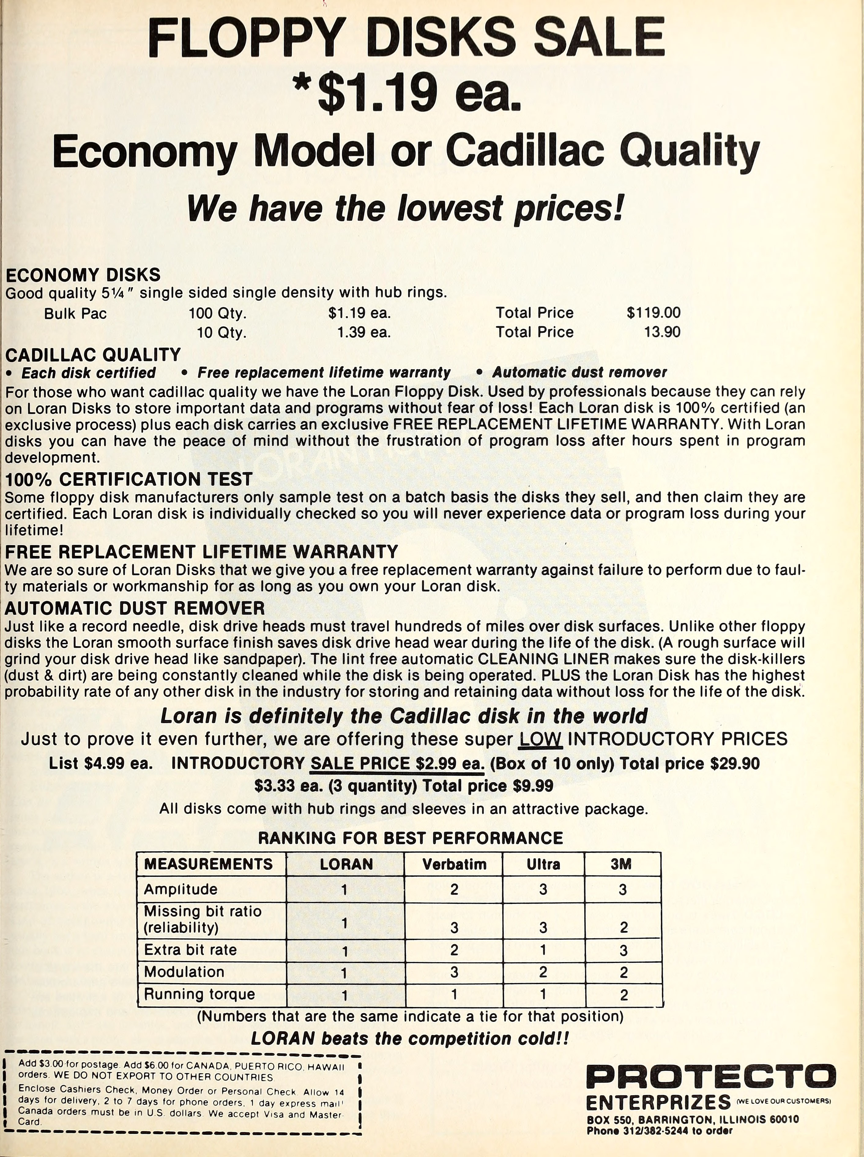 FLOPPY DISKS SALE
*$1.19 ea.
Economy Model or Cadillac Quality
We have the lowest prices!
ECONOMY DISKS
Good quality 5¼" single sided single density with hub rings.
Bulk Pac 100 Qty. $1.19 ea. Total Price $119.00
10 Qty. 1.39 ea. Total Price 13.90
CADILLAC QUALITY
• Each disk certified • Free replacement lifetime warranty • Automatic dust remover
For those who want cadillac quality we have the Loran Floppy Disk. Used by professionals because they can rely
on Loran Disks to store important data and programs without fear of loss! Each Loran disk is 100% certified (an
exclusive process) plus each disk carries an exclusive FREE REPLACEMENT LIFETIME WARRANTY. With Loran
disks you can have the peace of mind without the frustration of program loss after hours spent in program
development.
100% CERTIFICATION TEST
Some floppy disk manufacturers only sample test on a batch basis the disks they sell, and then claim they are
certified. Each Loran disk is individually checked so you will never experience data or program loss during your
lifetime!
FREE REPLACEMENT LIFETIME WARRANTY
We are so sure of Loran Disks that we give you a free replacement warranty against failure to perform due to faul-
ty materials or workmanship for as long as you own your Loran disk.
AUTOMATIC DUST REMOVER
Just like a record needle, disk drive heads must travel hundreds of miles over disk surfaces. Unlike other floppy
disks the Loran smooth surface finish saves disk drive head wear during the life of the disk. (A rough surface will
grind your disk drive head like sandpaper). The lint free automatic CLEANING LINER makes sure the disk-killers
(dust & dirt) are being constantly cleaned while the disk is being operated. PLUS the Loran Disk has the highest
probability rate of any other disk in the industry for storing and retaining data without loss for the life of the disk.
Loran is definitely the Cadillac disk in the world
Just to prove it even further, we are offering these super LOW INTRODUCTORY PRICES
List $4.99 ea. INTRODUCTORY SALE PRICE $2.99 ea. (Box of 10 only) Total price $29.90
$3.33 ea. (3 quantity) Total price $9.99
All disks come with hub rings and sleeves in an attractive package.
RANKING FOR BEST PERFORMANCE
MEASUREMENTS LORAN Verbatim Ultra 3M
Amplitude 1 2 3 3
Missing bit ratio
(reliability) 1 3 3 2
Extra bit rate 1 2 1 3
Modulation 1 3 2 2
Running torque 1 1 1 2
(Numbers that are the same indicate a tie for that position)
LORAN beats the competition cold!!
Add $3.00 for postage. Add $6.00 for CANADA, PUERTO RICO, HAWAII
orders. WE DO NOT EXPORT TO OTHER COUNTRIES
Enclose Cashiers Check, Money Order or Personal Check. Allow 14
days for delivery, 2 to 7 days for phone orders, 1 day express mail!
Canada orders must be in U.S. dollars. We accept Visa and Master
Card.
PROTECTO
ENTERPRIZES (WE LOVE OUR CUSTOMERS)
BOX 550, BARRINGTON, ILLINOIS 60010
Phone 312/382-5244 to order